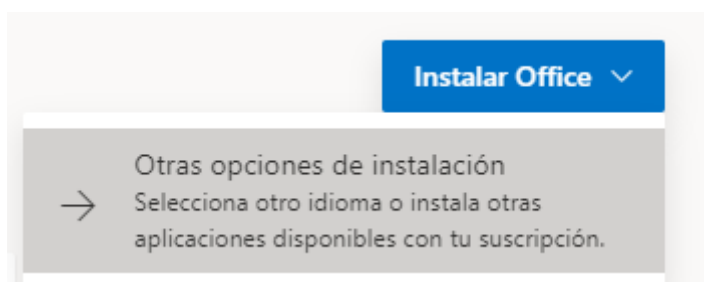 Instalar Office
Otras opciones de instalación
Selecciona otro idioma o instala otras
aplicaciones disponibles con tu suscripción.